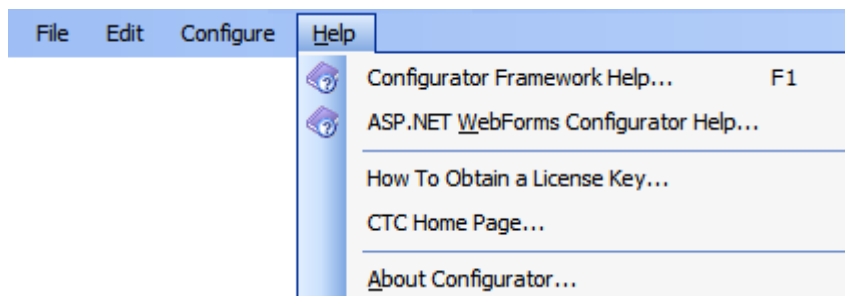 File Edit Configure Help
Configurator Framework Help... F1
ASP.NET WebForms Configurator Help...
How To Obtain a License Key...
CTC Home Page...
About Configurator...